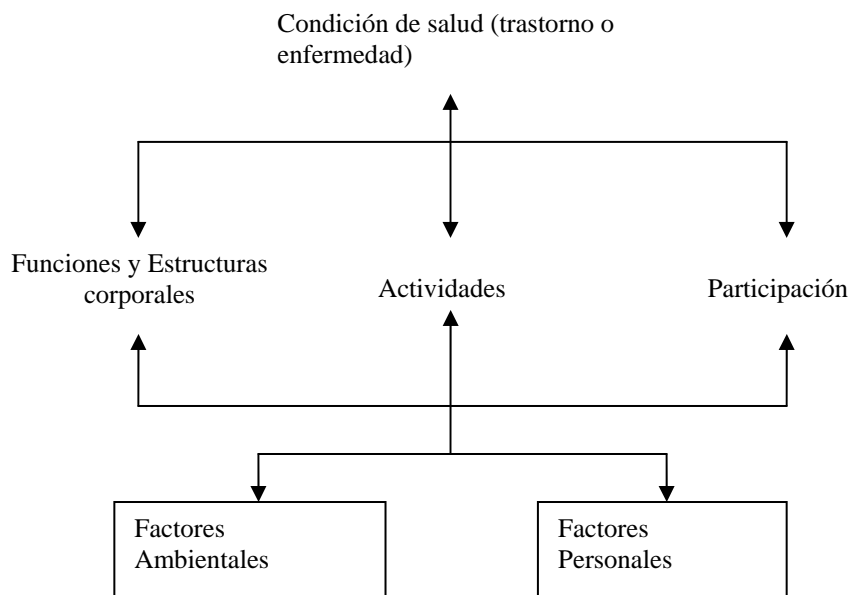 Condición de salud (trastorno o
enfermedad)
Funciones y Estructuras
corporales
Actividades
Participación
Factores
Ambientales
Factores
Personales